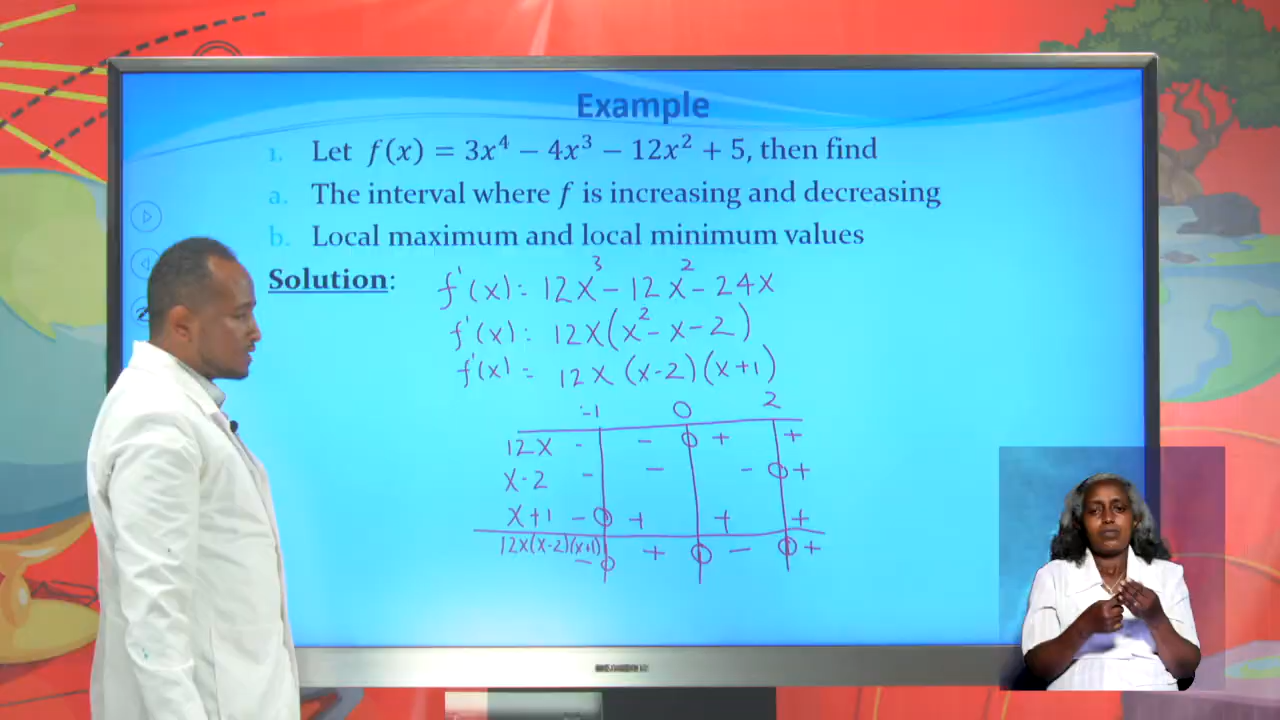 Example
1. Let f(x) = 3x⁴ − 4x³ − 12x² + 5, then find
a. The interval where f is increasing and decreasing
b. Local maximum and local minimum values
Solution:
f'(x) = 12x³ − 12x² − 24x
f'(x) = 12x(x² − x − 2)
f'(x) = 12x (x-2)(x+1)
-1 0 2
12x - - 0 + +
x-2 - - - 0 +
x+1 - 0 + + +
12x(x-2)(x+1) - 0 + 0 - 0 +